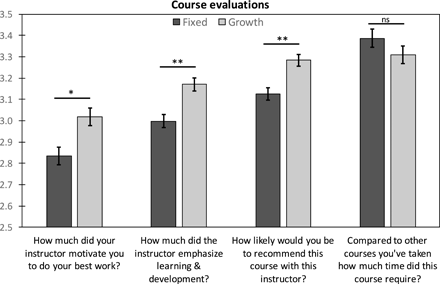 Course evaluations
Fixed Growth
3.5
3.4
3.3
3.2
3.1
3.0
2.9
2.8
2.7
2.6
2.5
*
**
**
ns
How much did your
instructor motivate you
to do your best work?
How much did the
instructor emphasize
learning &
development?
How likely would you be
to recommend this
course with this
instructor?
Compared to other
courses you've taken
how much time did this
course require?